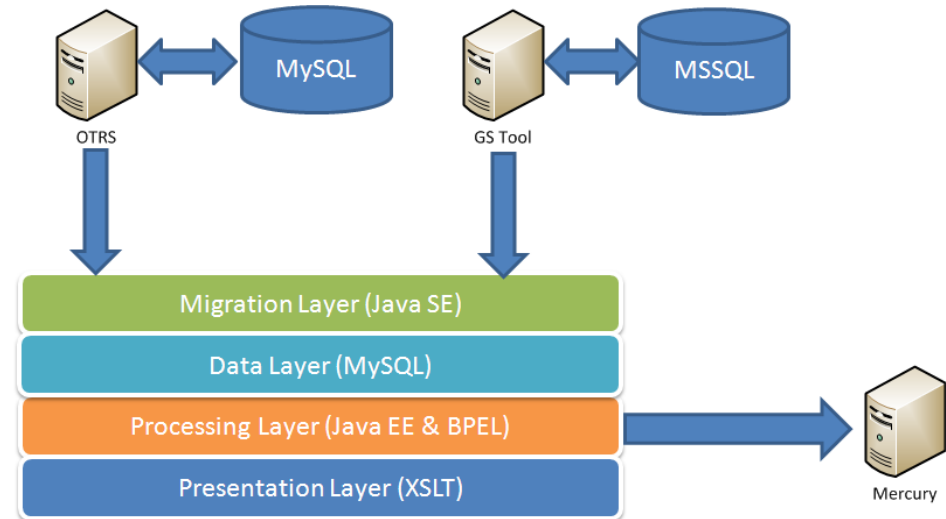 MySQL
MSSQL
OTRS
GS Tool
Migration Layer (Java SE)
Data Layer (MySQL)
Processing Layer (Java EE & BPEL)
Presentation Layer (XSLT)
Mercury